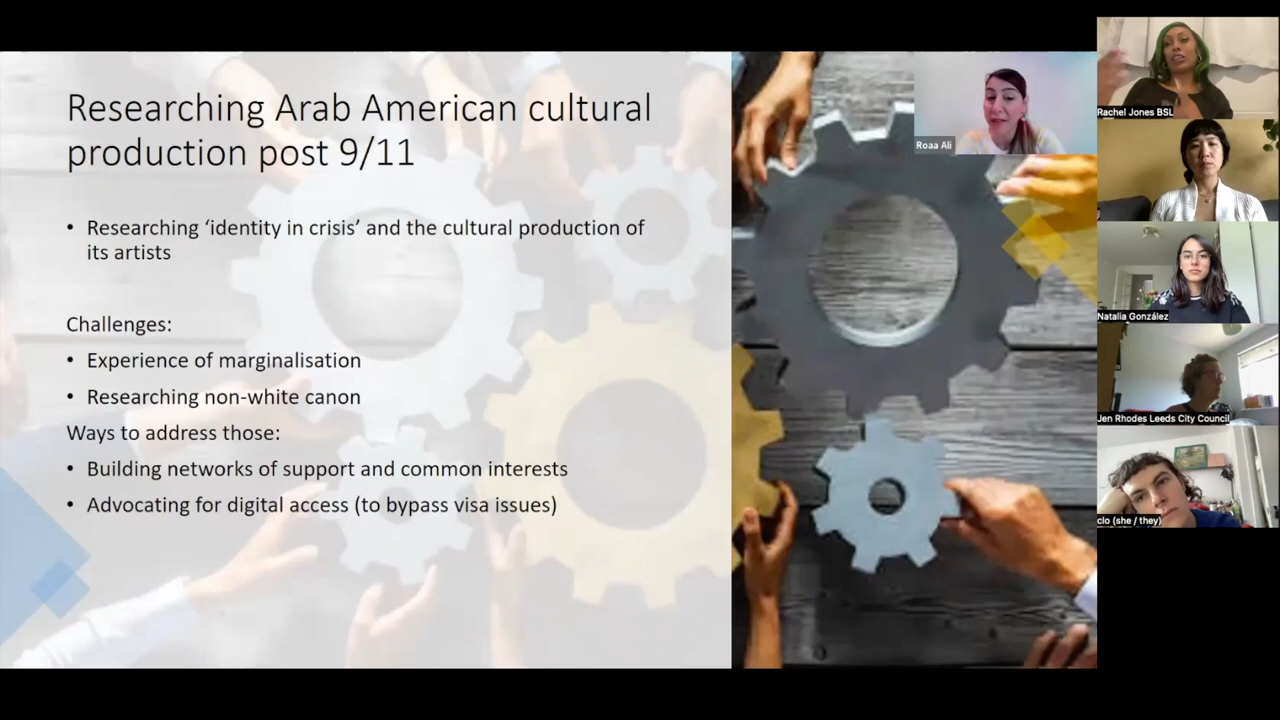 Researching Arab American cultural
production post 9/11
• Researching ‘identity in crisis’ and the cultural production of
its artists
Challenges:
• Experience of marginalisation
• Researching non-white canon
Ways to address those:
• Building networks of support and common interests
• Advocating for digital access (to bypass visa issues)
Roaa Ali
Rachel Jones BSL
Natalia González
Jen Rhodes Leeds City Council
clo (she / they)